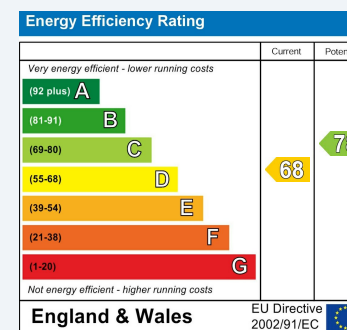 Energy Efficiency Rating
Current
Very energy efficient - lower running costs
(92 plus) A
(81-91) B
(69-80) C
(55-68) D
68
(39-54) E
(21-38) F
(1-20) G
Not energy efficient - higher running costs
England & Wales
EU Directive
2002/91/EC